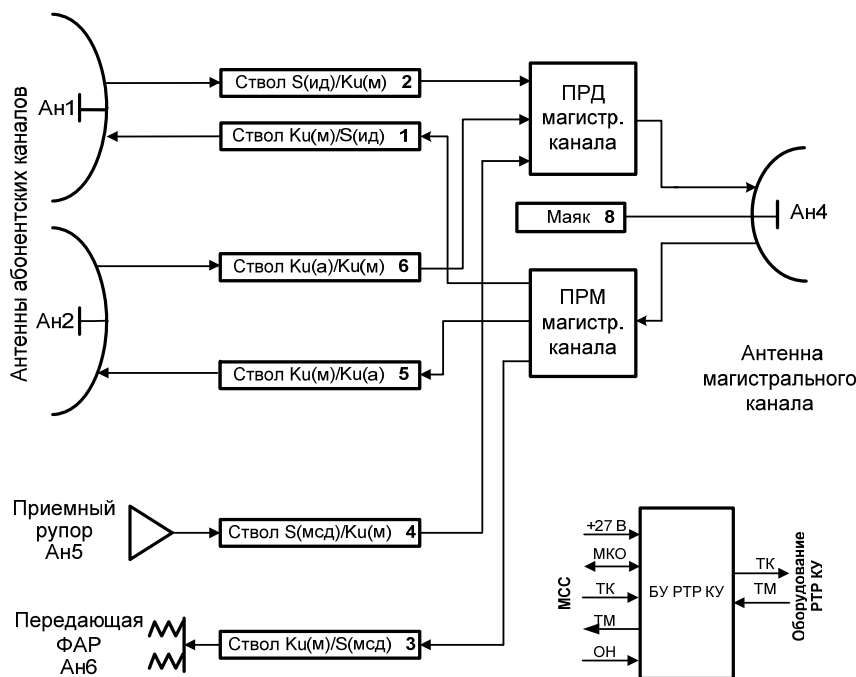 Антенны абонентских каналов
Ан1
Ствол S(ид)/Ku(м) 2
Ствол Ku(м)/S(ид) 1
ПРД
магистр.
канала
Маяк 8
Ан4
Ан2
Ствол Ku(а)/Ku(м) 6
Ствол Ku(м)/Ku(а) 5
ПРМ
магистр.
канала
Антенна
магистрального
канала
Приемный
рупор
Ан5
Ствол S(мсд)/Ku(м) 4
Передающая
ФАР
Ан6
Ствол Ku(м)/S(мсд) 3
МСС
+27 В
МКО
ТК
ТМ
ОН
БУ РТР КУ
ТК
ТМ
Оборудование
РТР КУ